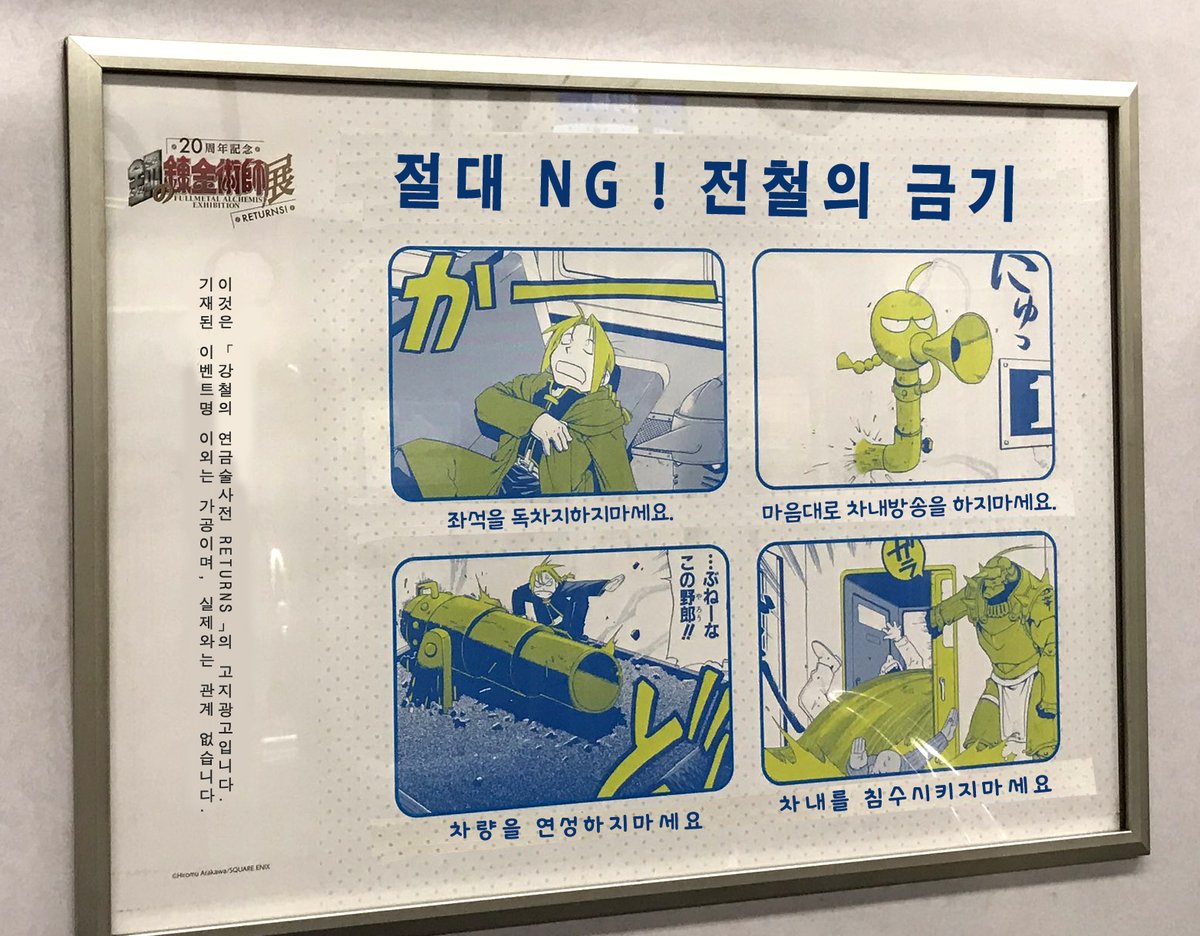 20周年記念
鋼の錬金術師展
FULLMETAL ALCHEMIST
EXHIBITION
RETURNS!
절대 NG ! 전철의 금기
이것은 「강철의 연금술사전 RETURNS」의 고지광고입니다.
기재된 이벤트명 이외는 가공이며, 실제와는 관계 없습니다.
かー
좌석을 독차지하지마세요.
にゅっ
1
마음대로 차내방송을 하지마세요.
…ぶねーな
この野郎!!
やろう
차량을 연성하지마세요
ザラ
차내를 침수시키지마세요
©Hiromu Arakawa/SQUARE ENIX